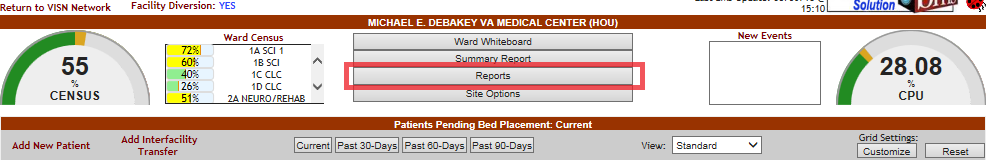 Return to VISN Network
Facility Diversion: YES
15:10
Solution
MICHAEL E. DEBAKEY VA MEDICAL CENTER (HOU)
55
%
CENSUS
Ward Census
72% 1A SCI 1
60% 1B SCI
40% 1C CLC
26% 1D CLC
51% 2A NEURO/REHAB
Ward Whiteboard
Summary Report
Reports
Site Options
New Events
28.08
%
CPU
Patients Pending Bed Placement: Current
Add New Patient
Add Interfacility
Transfer
Current Past 30-Days Past 60-Days Past 90-Days
View: Standard
Grid Settings:
Customize Reset